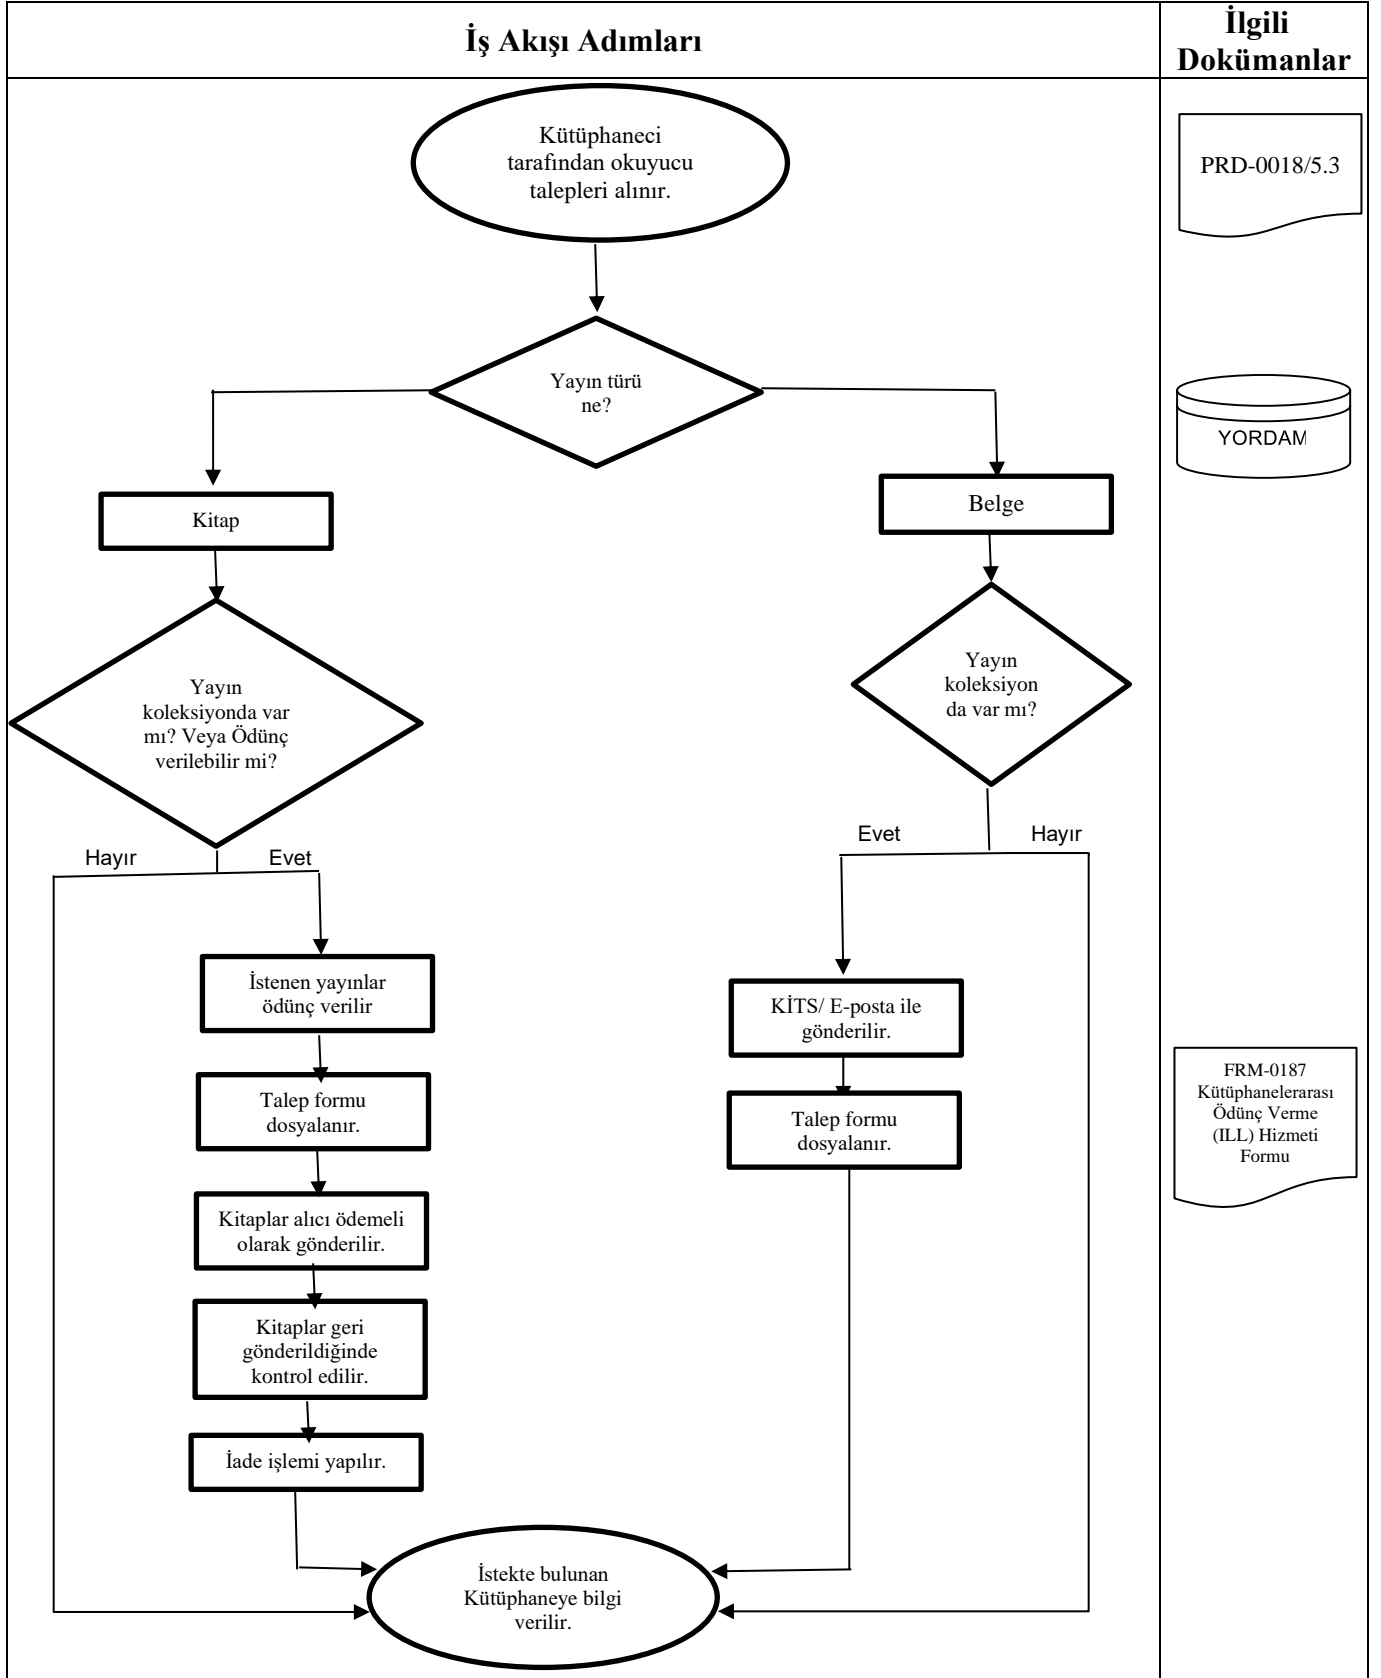 İş Akışı Adımları
İlgili
Dokümanlar
Kütüphaneci
tarafından okuyucu
talepleri alınır.
PRD-0018/5.3
Yayın türü
ne?
YORDAM
Kitap
Belge
Yayın
koleksiyonda var
mı? Veya Ödünç
verilebilir mi?
Yayın
koleksiyon
da var mı?
Hayır
Evet
Evet
Hayır
İstenen yayınlar
ödünç verilir
KİTS/ E-posta ile
gönderilir.
Talep formu
dosyalanır.
Talep formu
dosyalanır.
FRM-0187
Kütüphanelerarası
Ödünç Verme
(ILL) Hizmeti
Formu
Kitaplar alıcı ödemeli
olarak gönderilir.
Kitaplar geri
gönderildiğinde
kontrol edilir.
İade işlemi yapılır.
İstekte bulunan
Kütüphaneye bilgi
verilir.